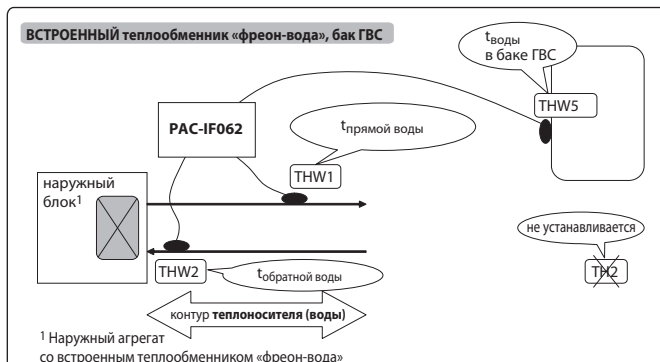 ВСТРОЕННЫЙ теплообменник «фреон-вода», бак ГВС
tводы
в баке ГВС
THW5
PAC-IF062
tпрямой воды
THW1
наружный
блок1
не устанавливается
TH2
THW2
tобратной воды
контур теплоносителя (воды)
1 Наружный агрегат
со встроенным теплообменником «фреон-вода»